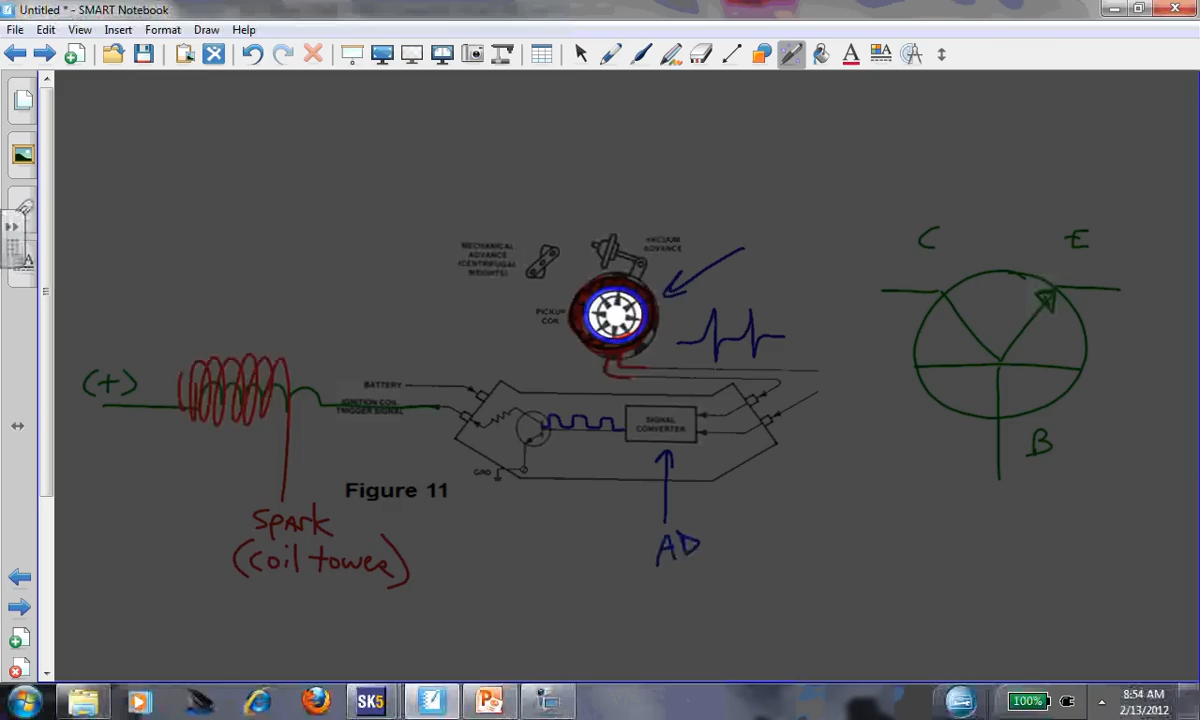 Untitled * - SMART Notebook
File Edit View Insert Format Draw Help
MECHANICAL
ADVANCE
(CENTRIFUGAL
WEIGHTS)
VACUUM
ADVANCE
PICKUP
COIL
C
E
B
(+)
BATTERY
IGNITION COIL
TRIGGER SIGNAL
SIGNAL
CONVERTER
GRD
Figure 11
Spark
(coil tower)
AD
SK5
100%
8:54 AM
2/13/2012